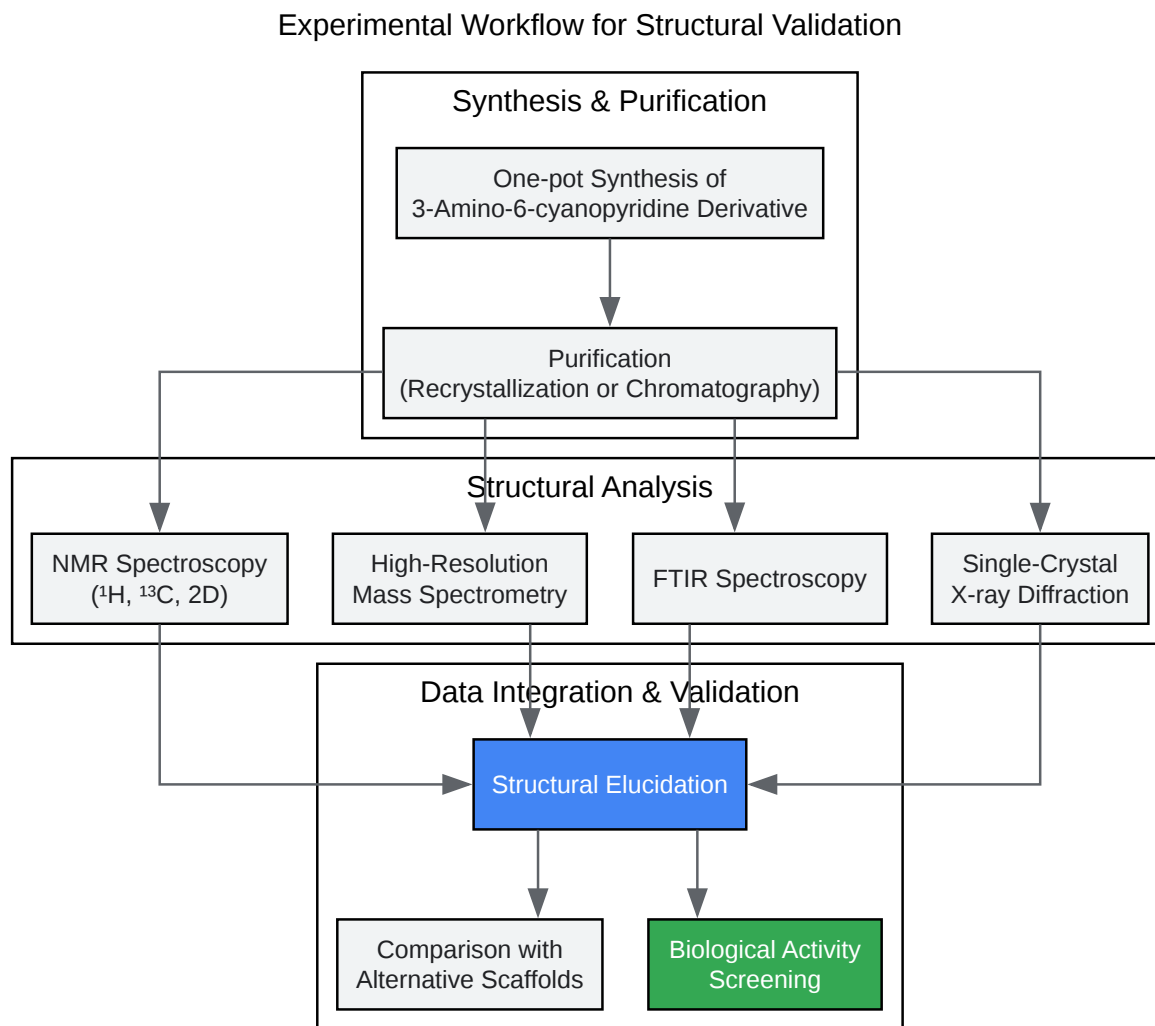 Experimental Workflow for Structural Validation
Synthesis & Purification
One-pot Synthesis of
3-Amino-6-cyanopyridine Derivative
Purification
(Recrystallization or Chromatography)
Structural Analysis
NMR Spectroscopy
(¹H, ¹³C, 2D)
High-Resolution
Mass Spectrometry
FTIR Spectroscopy
Single-Crystal
X-ray Diffraction
Data Integration & Validation
Structural Elucidation
Comparison with
Alternative Scaffolds
Biological Activity
Screening